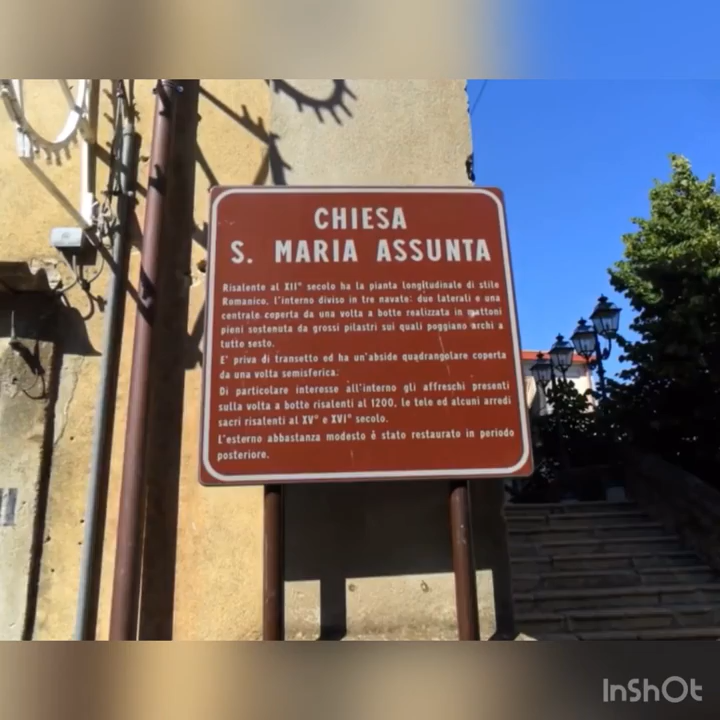 CHIESA
S. MARIA ASSUNTA
Risalente al XII° secolo ha la pianta longitudinale di stile
Romanico, l'interno diviso in tre navate: due laterali e una
centrale coperta da una volta a botte realizzata in mattoni
pieni sostenuta da grossi pilastri sui quali poggiano archi a
tutto sesto.
E' priva di transetto ed ha un'abside quadrangolare coperta
da una volta semisferica.
Di particolare interesse all'interno gli affreschi presenti
sulla volta a botte risalenti al 1200, le tele ed alcuni arredi
sacri risalenti al XV° e XVI° secolo.
L'esterno abbastanza modesto è stato restaurato in periodo
posteriore.
InShOt